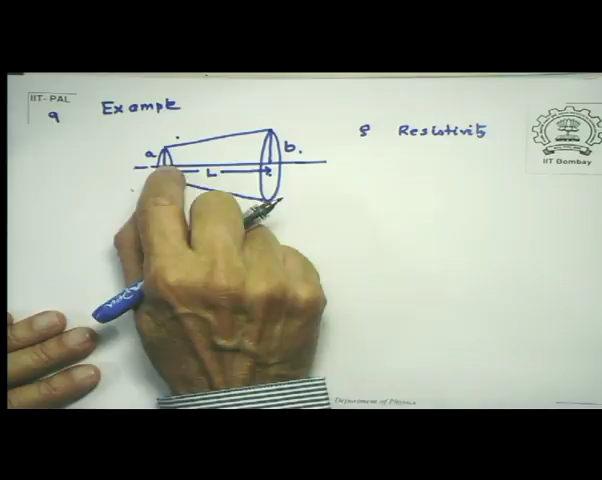 IIT-PAL
9
Example
ρ Resistivity
a
b.
L
IIT Bombay
Department of Physics